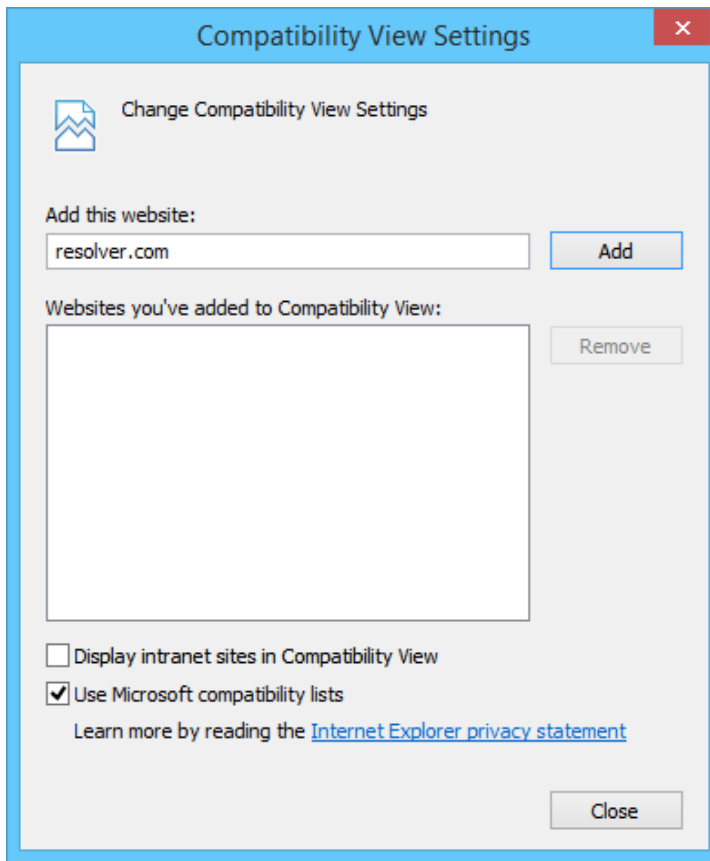 Compatibility View Settings
Change Compatibility View Settings
Add this website:
resolver.com
Add
Websites you've added to Compatibility View:
Remove
Display intranet sites in Compatibility View
Use Microsoft compatibility lists
Learn more by reading the Internet Explorer privacy statement
Close